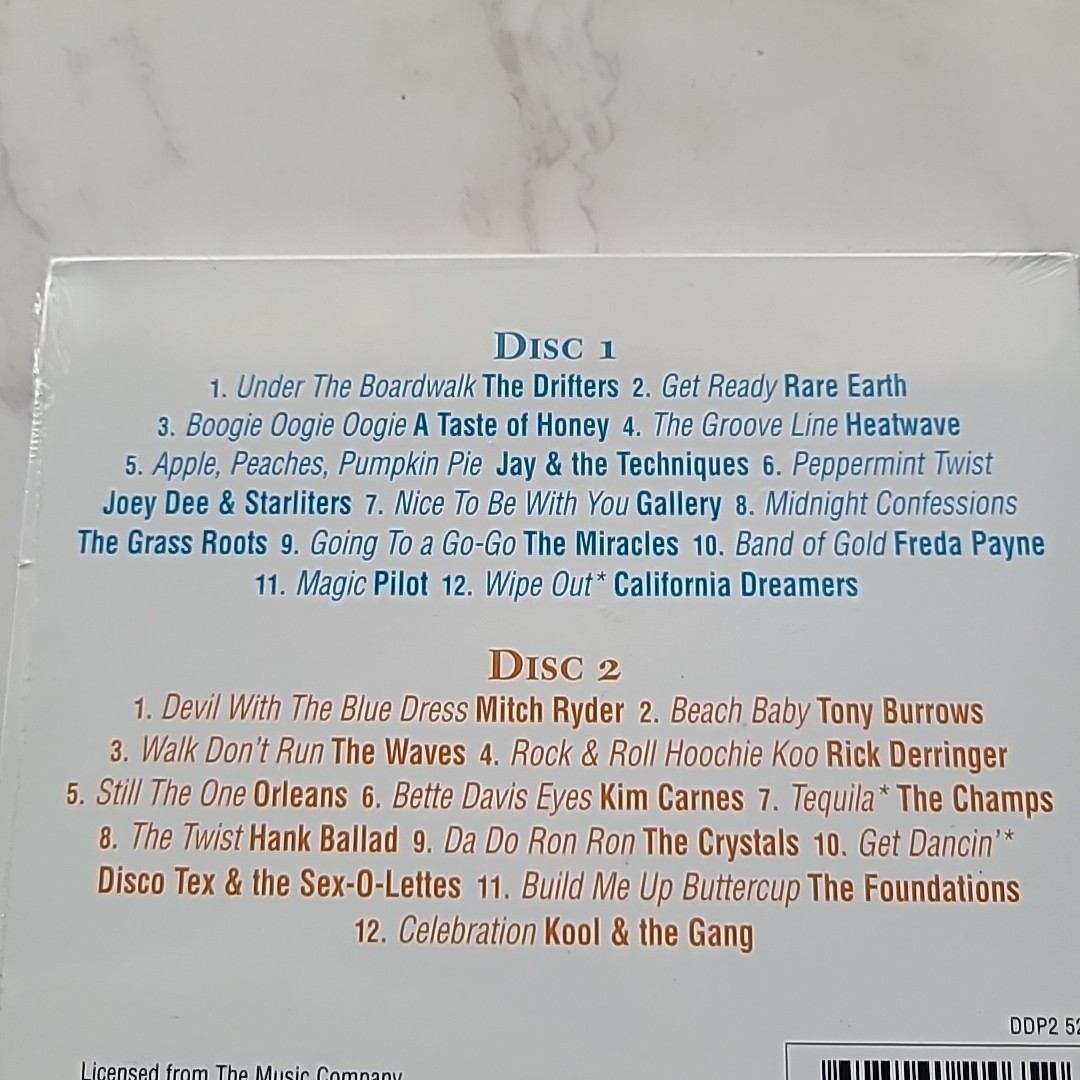 DISC 1
1. Under The Boardwalk The Drifters 2. Get Ready Rare Earth
3. Boogie Oogie Oogie A Taste of Honey 4. The Groove Line Heatwave
5. Apple, Peaches, Pumpkin Pie Jay & the Techniques 6. Peppermint Twist
Joey Dee & Starliters 7. Nice To Be With You Gallery 8. Midnight Confessions
The Grass Roots 9. Going To a Go-Go The Miracles 10. Band of Gold Freda Payne
11. Magic Pilot 12. Wipe Out* California Dreamers
DISC 2
1. Devil With The Blue Dress Mitch Ryder 2. Beach Baby Tony Burrows
3. Walk Don't Run The Waves 4. Rock & Roll Hoochie Koo Rick Derringer
5. Still The One Orleans 6. Bette Davis Eyes Kim Carnes 7. Tequila* The Champs
8. The Twist Hank Ballad 9. Da Do Ron Ron The Crystals 10. Get Dancin'*
Disco Tex & the Sex-O-Lettes 11. Build Me Up Buttercup The Foundations
12. Celebration Kool & the Gang
DDP2 52
Licensed from The Music Company